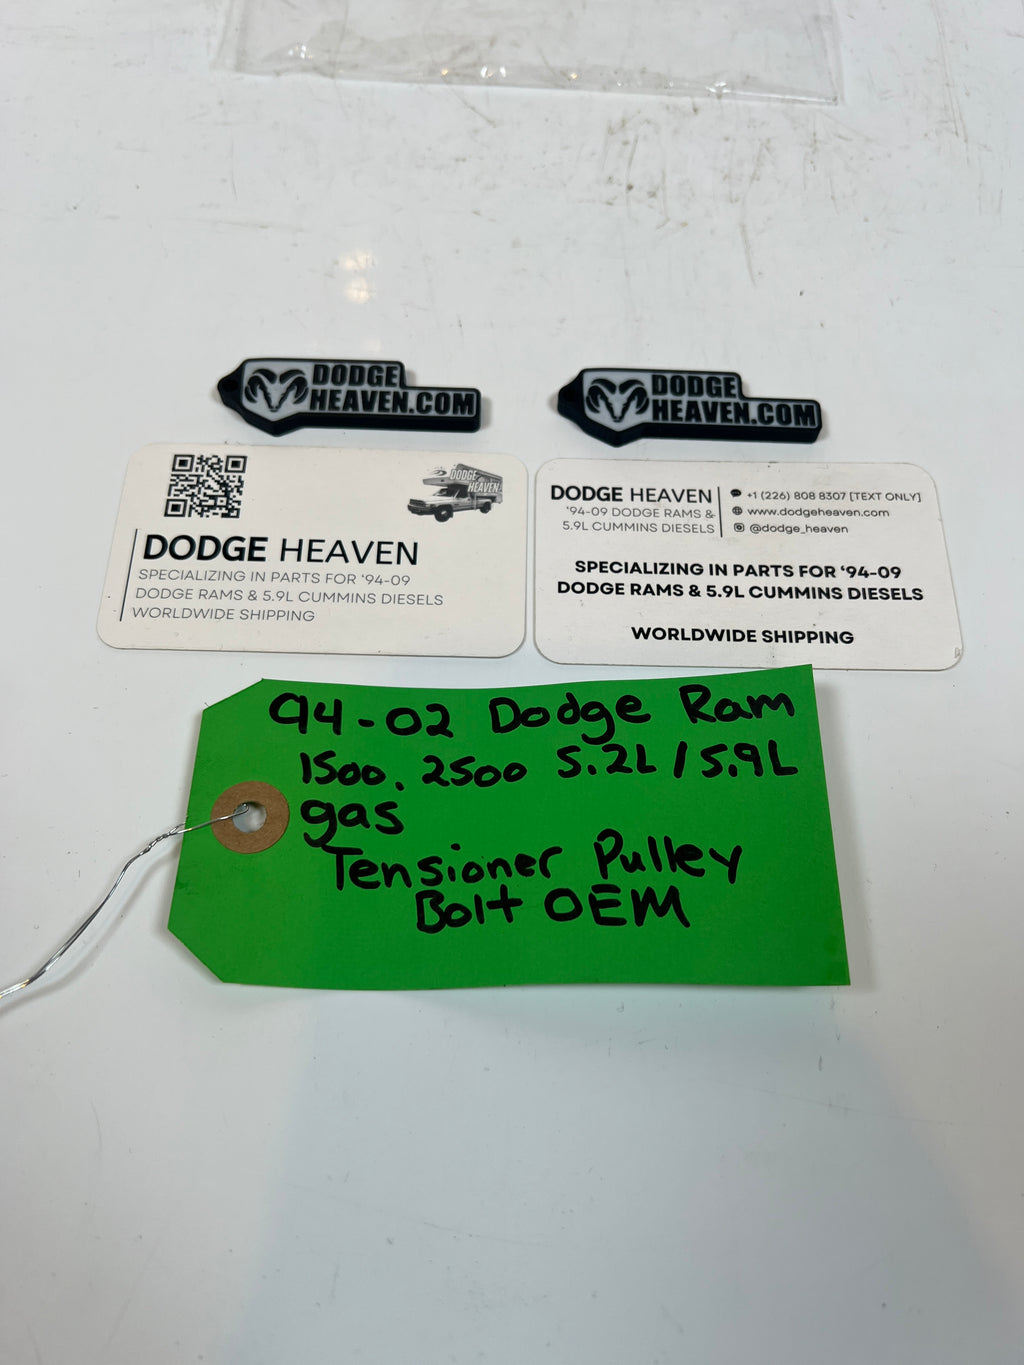 DODGE
HEAVEN.COM
DODGE
HEAVEN.COM
DODGE
HEAVEN
DODGE HEAVEN
SPECIALIZING IN PARTS FOR '94-09
DODGE RAMS & 5.9L CUMMINS DIESELS
WORLDWIDE SHIPPING
DODGE HEAVEN
'94-09 DODGE RAMS &
5.9L CUMMINS DIESELS
+1 (226) 808 8307 [TEXT ONLY]
www.dodgeheaven.com
@dodge_heaven
SPECIALIZING IN PARTS FOR '94-09
DODGE RAMS & 5.9L CUMMINS DIESELS
WORLDWIDE SHIPPING
94-02 Dodge Ram
1500, 2500 5.2L / 5.9L
gas
Tensioner Pulley
Bolt OEM